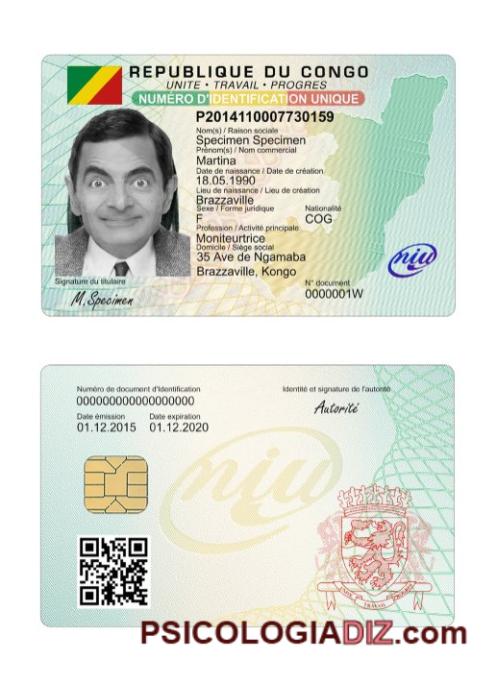 REPUBLIQUE DU CONGO
UNITE • TRAVAIL • PROGRES
NUMÉRO D'IDENTIFICATION UNIQUE
P2014110007730159
Nom(s) / Raison sociale
Specimen Specimen
Prénom(s) / Nom commercial
Martina
Date de naissance / Date de création
18.05.1990
Lieu de naissance / Lieu de création
Brazzaville
Sexe / Forme juridique Nationalité
F COG
Profession / Activité principale
Moniteurtrice
Domicile / Siège social
35 Ave de Ngamaba
Brazzaville, Kongo
niu
Signature du titulaire
M.Specimen
N° document
0000001W
Numéro de document d'Identification
000000000000000000
Identité et signature de l'autorité
Autorité
Date émission Date expiration
01.12.2015 01.12.2020
niu
PSICOLOGIADIZ.com